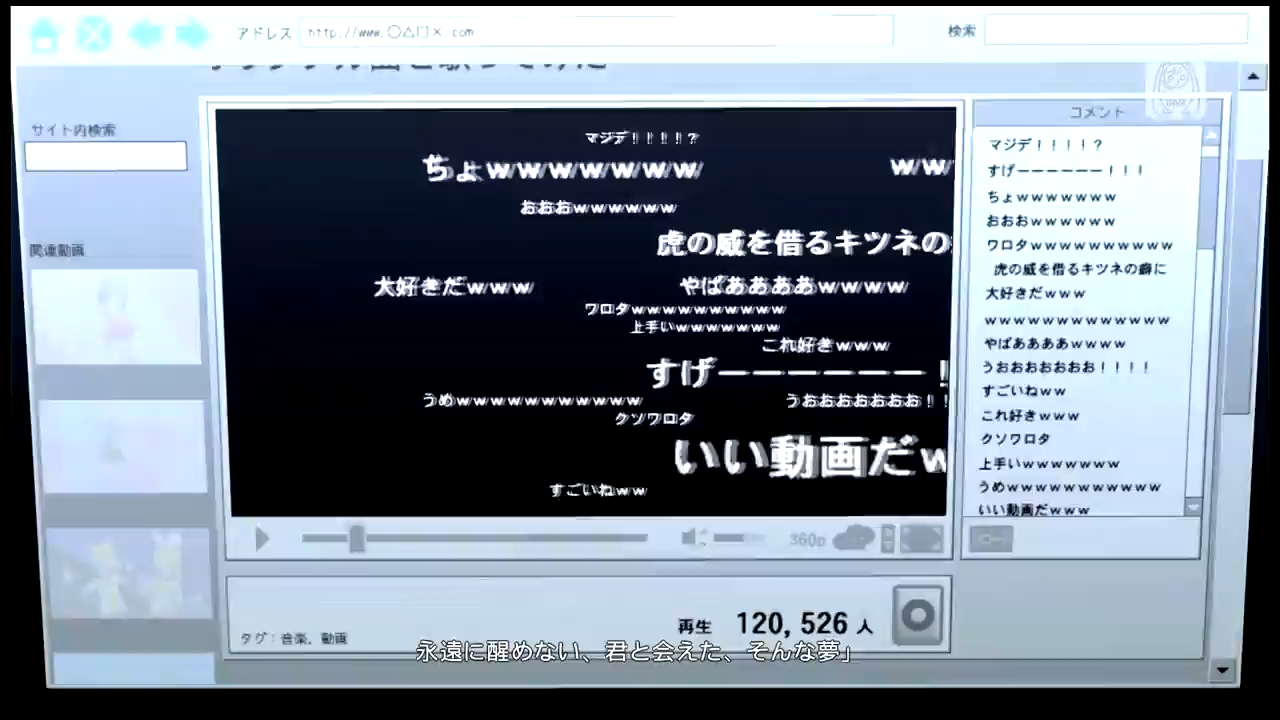 アドレス http://www.○△□×.com 検索
サイト内検索
関連動画
マジデ！！！！？
ちょwwwwwww
ww
おおおwwwwww
虎の威を借るキツネの
大好きだwww
やばああああwwww
ワロタwwwwwwwwww
上手いwwwwwww
これ好きwww
すげーーーーーー！
うめwwwwwwwwwww
うおおおおおおお！！
クソワロタ
いい動画だw
すごいねww
360p
コメント
マジデ！！！！？
すげーーーーーー！！！
ちょwwwwwww
おおおwwwwww
ワロタwwwwwwwwww
虎の威を借るキツネの癖に
大好きだwww
wwwwwwwwwwwww
やばああああwwww
うおおおおおおお！！！！
すごいねww
これ好きwww
クソワロタ
上手いwwwwwww
うめwwwwwwwwwww
いい動画だwww
タグ：音楽，動画
再生 120,526 人
永遠に醒めない、君と会えた、そんな夢」